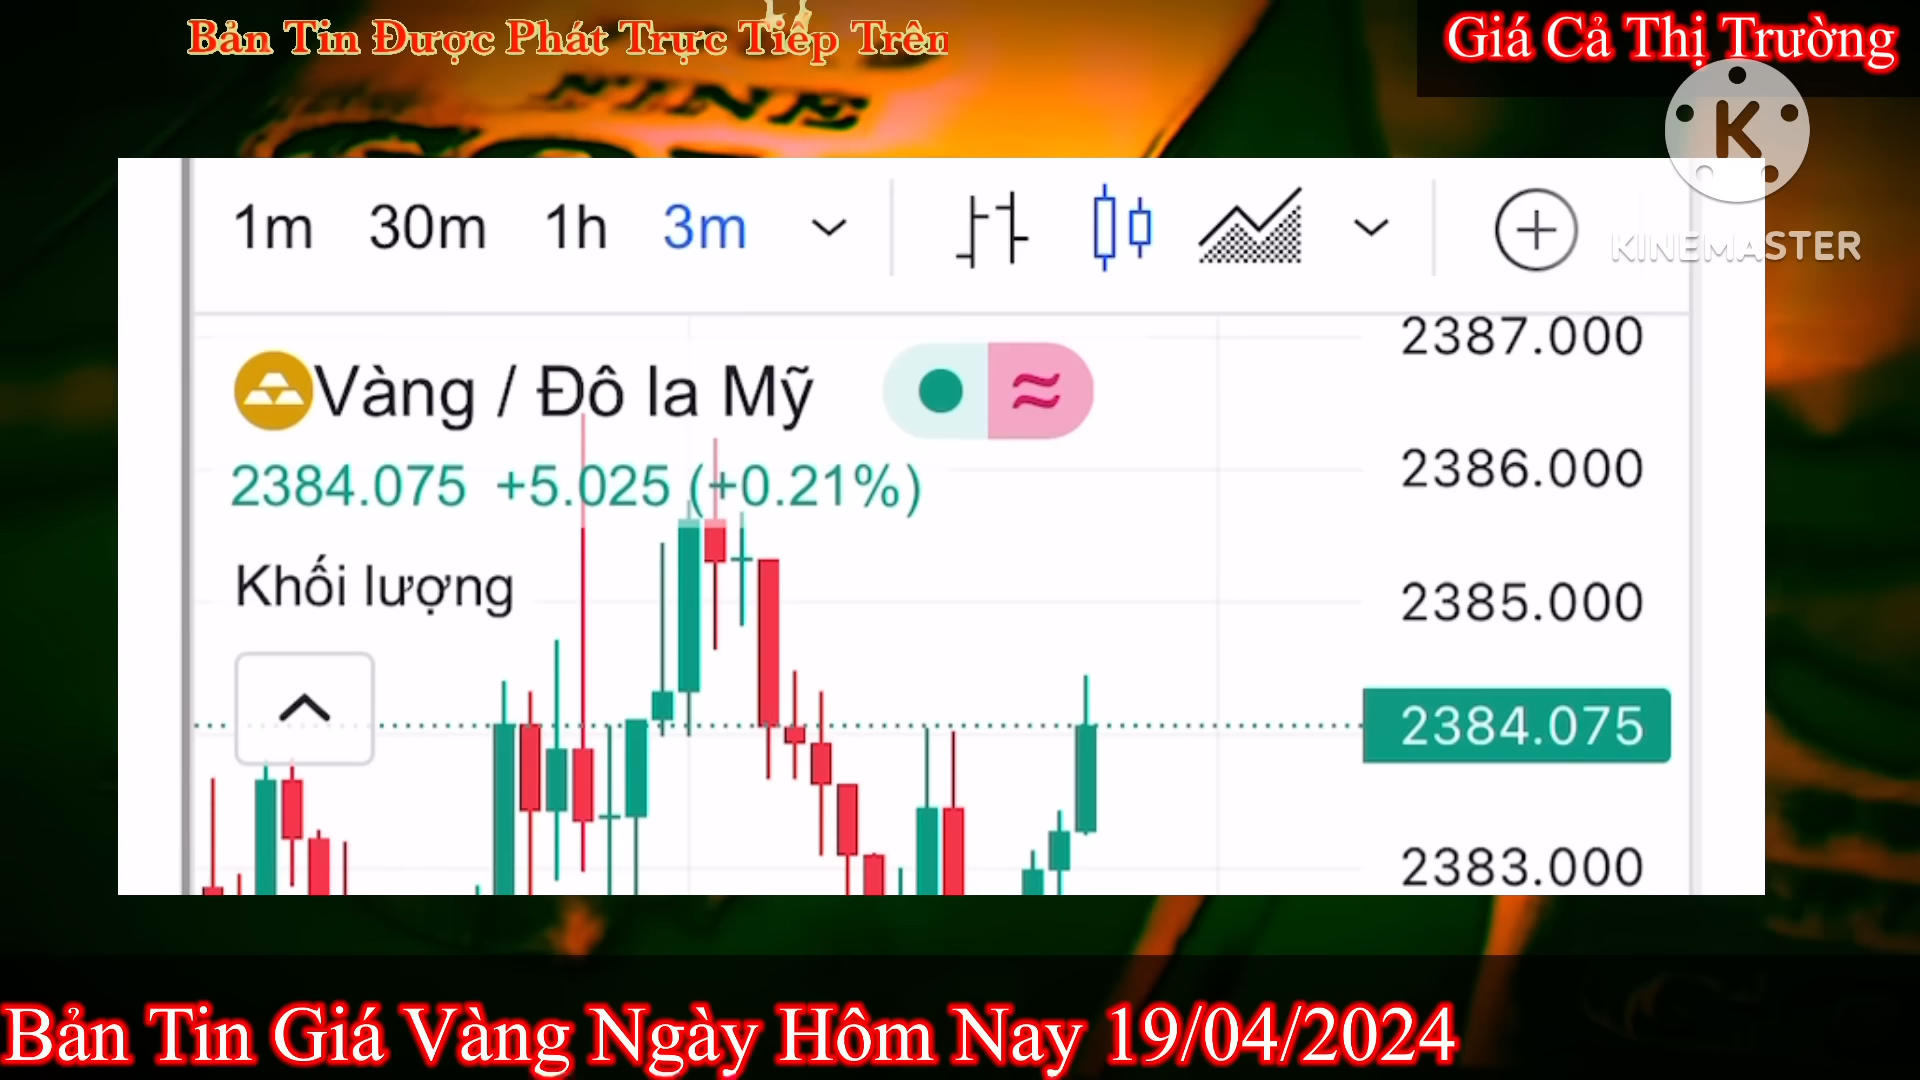 Bản Tin Được Phát Trực Tiếp Trên
Giá Cả Thị Trường
FINE
K
KINEMASTER
1m 30m 1h 3m
Vàng / Đô la Mỹ
2384.075 +5.025 (+0.21%)
Khối lượng
2387.000
2386.000
2385.000
2384.075
2383.000
Bản Tin Giá Vàng Ngày Hôm Nay 19/04/2024